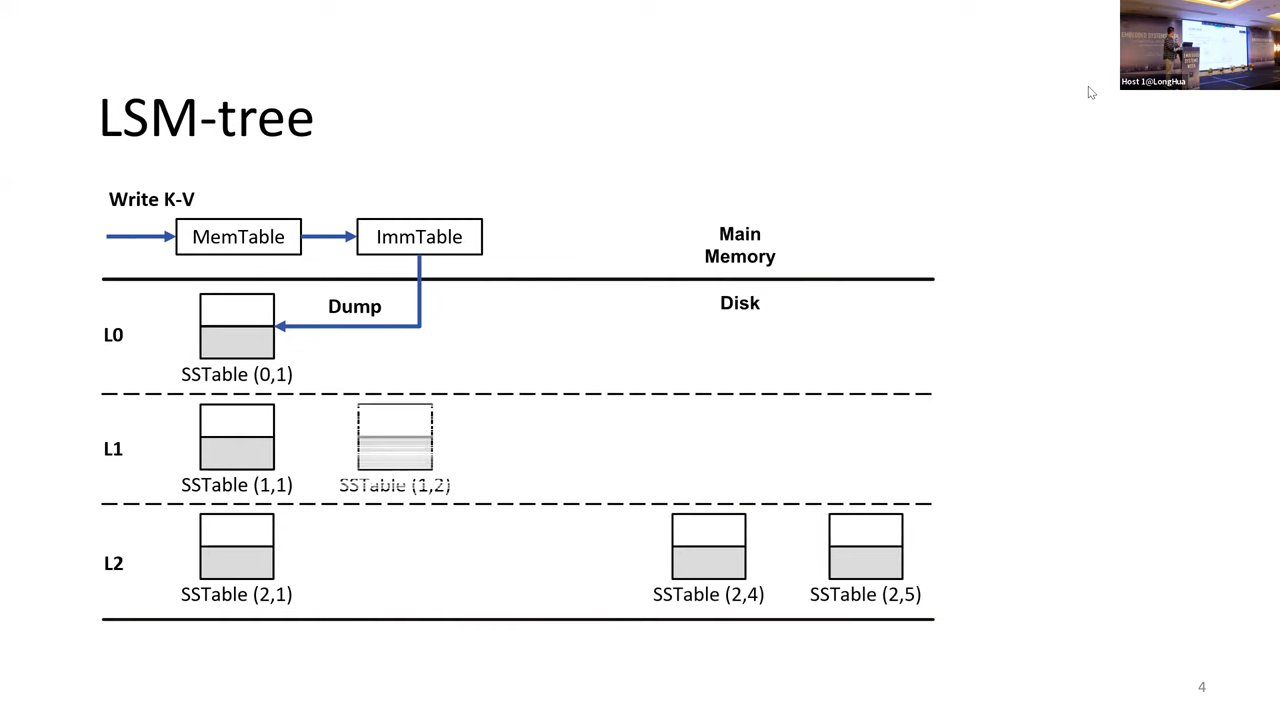 Host 1@LongHua
LSM-tree
Write K-V
MemTable
ImmTable
Main
Memory
Dump
Disk
L0
SSTable (0,1)
L1
SSTable (1,1)
SSTable (1,2)
L2
SSTable (2,1)
SSTable (2,4)
SSTable (2,5)
4